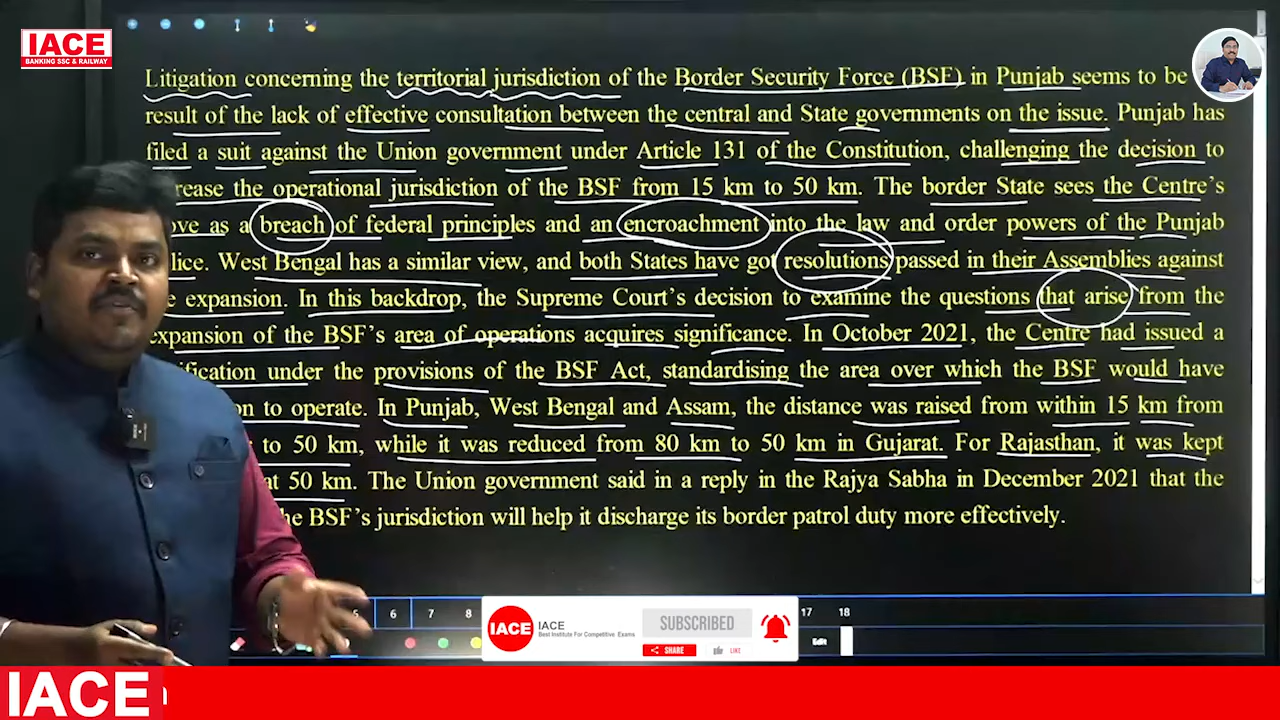 IACE
BANKING SSC & RAILWAY
Litigation concerning the territorial jurisdiction of the Border Security Force (BSF) in Punjab seems to be
result of the lack of effective consultation between the central and State governments on the issue. Punjab has
filed a suit against the Union government under Article 131 of the Constitution, challenging the decision to
the operational jurisdiction of the BSF from 15 km to 50 km. The border State sees the Centre's
as a breach of federal principles and an encroachment into the law and order powers of the Punjab
West Bengal has a similar view, and both States have got resolutions passed in their Assemblies against
expansion. In this backdrop, the Supreme Court's decision to examine the questions that arise from the
expansion of the BSF's area of operations acquires significance. In October 2021, the Centre had issued a
under the provisions of the BSF Act, standardising the area over which the BSF would have
to operate. In Punjab, West Bengal and Assam, the distance was raised from within 15 km from
to 50 km, while it was reduced from 80 km to 50 km in Gujarat. For Rajasthan, it was kept
at 50 km. The Union government said in a reply in the Rajya Sabha in December 2021 that the
BSF's jurisdiction will help it discharge its border patrol duty more effectively.
5 6 7 8 17 18
IACE
IACE
Best Institute For Competitive Exams
SUBSCRIBED
SHARE
LIKE
Edit
IACE